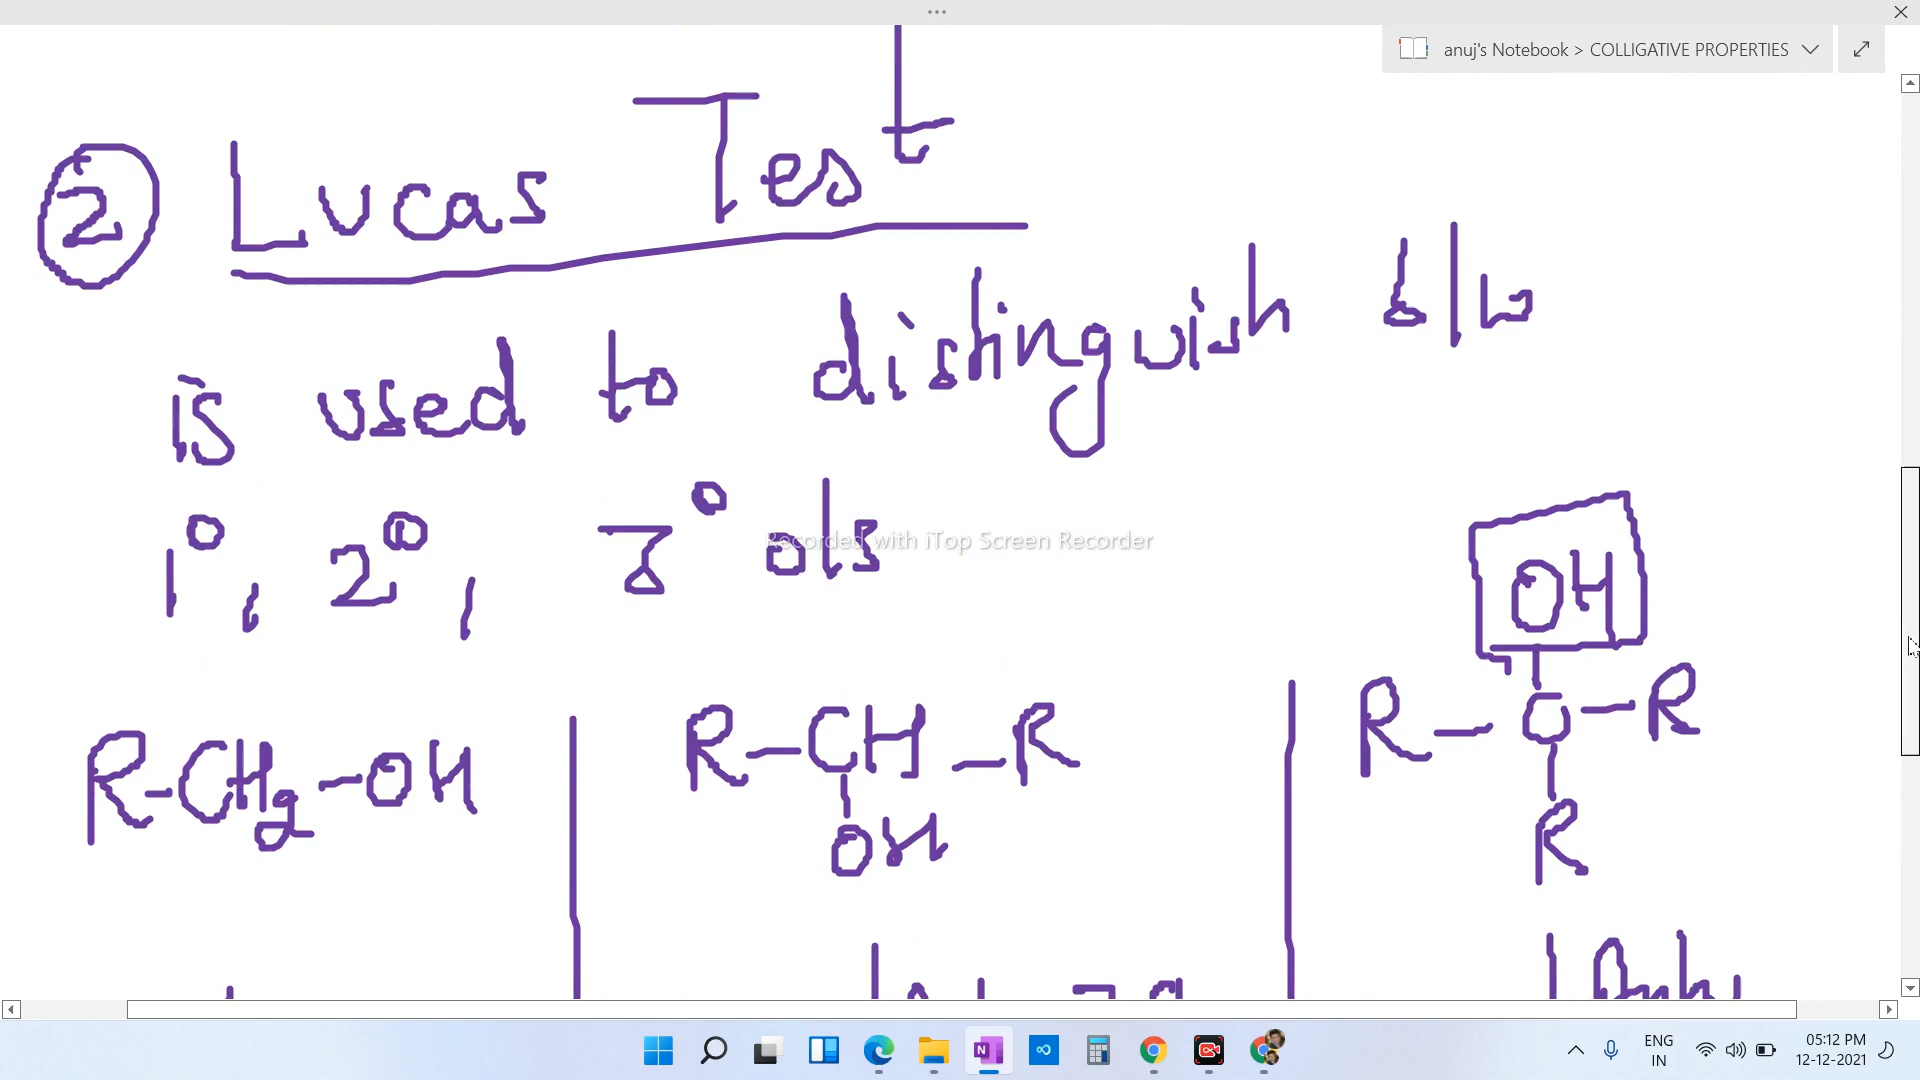 anuj's Notebook > COLLIGATIVE PROPERTIES
② Lucas Test
is used to distinguish b/w
1°, 2°, 3° ols
Recorded with iTop Screen Recorder
R-CH2-OH
R-CH-R
OH
OH
R-C-R
R
ENG
IN
05:12 PM
12-12-2021